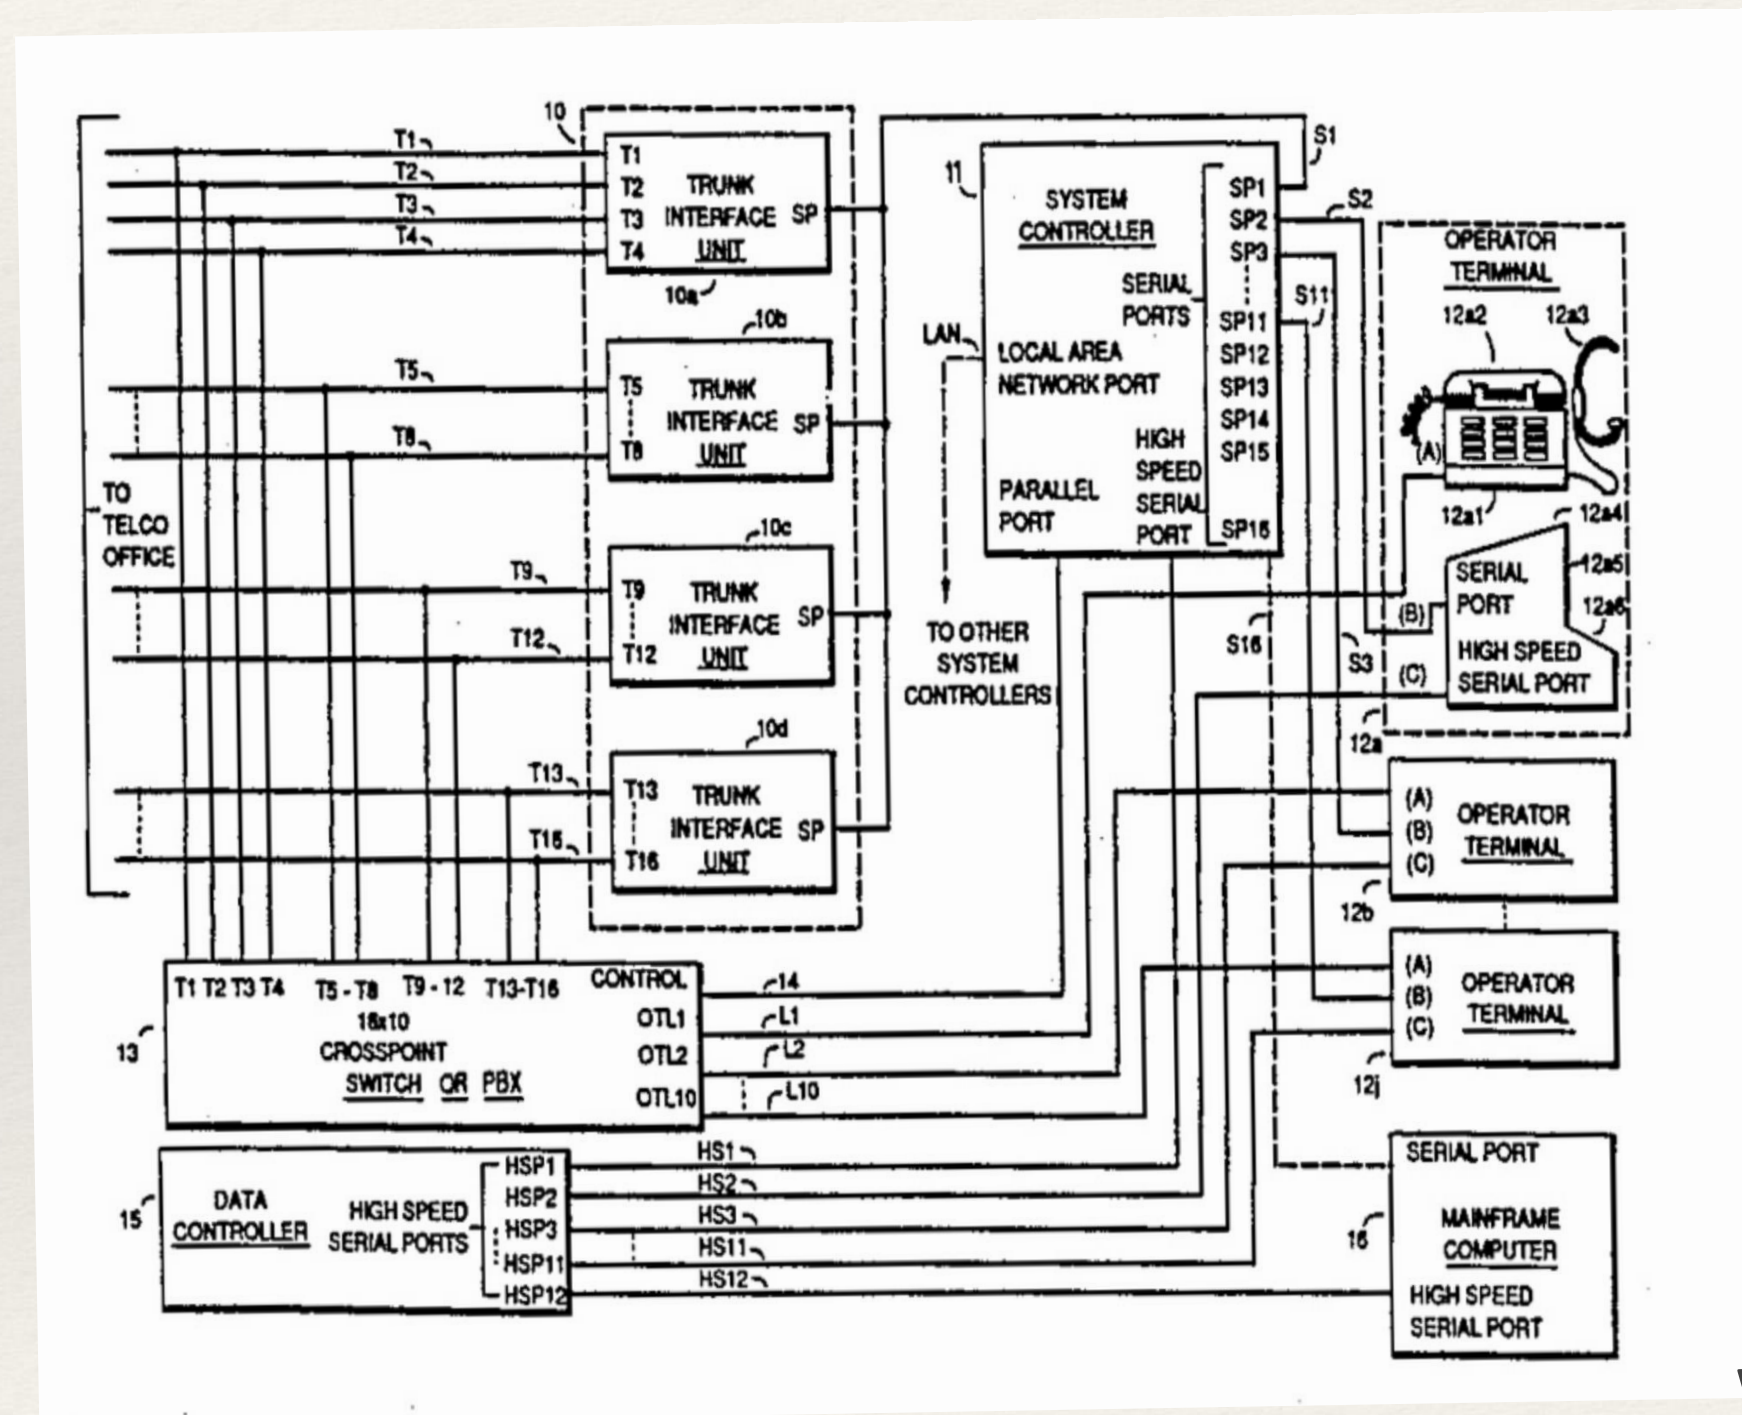 10
T1
T2
T3
T4
T1
T2
T3
T4
TRUNK
INTERFACE
UNIT
SP
10a
10b
T5
T8
T5
T8
TRUNK
INTERFACE
UNIT
SP
TO
TELCO
OFFICE
10c
T9
T12
T9
T12
TRUNK
INTERFACE
UNIT
SP
10d
T13
T16
T13
T16
TRUNK
INTERFACE
UNIT
SP
11
SYSTEM
CONTROLLER
SERIAL
PORTS
LAN
LOCAL AREA
NETWORK PORT
PARALLEL
PORT
HIGH
SPEED
SERIAL
PORT
SP1
SP2
SP3
SP11
SP12
SP13
SP14
SP15
SP16
S1
S2
S11
S16
S3
TO OTHER
SYSTEM
CONTROLLERS
OPERATOR
TERMINAL
12a2
12a3
(A)
12a1
12a4
12a5
12a6
SERIAL
PORT
(B)
HIGH SPEED
SERIAL PORT
(C)
12a
(A)
(B)
(C)
OPERATOR
TERMINAL
12b
(A)
(B)
(C)
OPERATOR
TERMINAL
12j
13
T1 T2 T3 T4 T5 - T8 T9 - 12 T13-T16
CONTROL
16x10
CROSSPOINT
SWITCH OR PBX
OTL1
OTL2
OTL10
14
L1
L2
L10
15
DATA
CONTROLLER
HIGH SPEED
SERIAL PORTS
HSP1
HSP2
HSP3
HSP11
HSP12
HS1
HS2
HS3
HS11
HS12
SERIAL PORT
16
MAINFRAME
COMPUTER
HIGH SPEED
SERIAL PORT